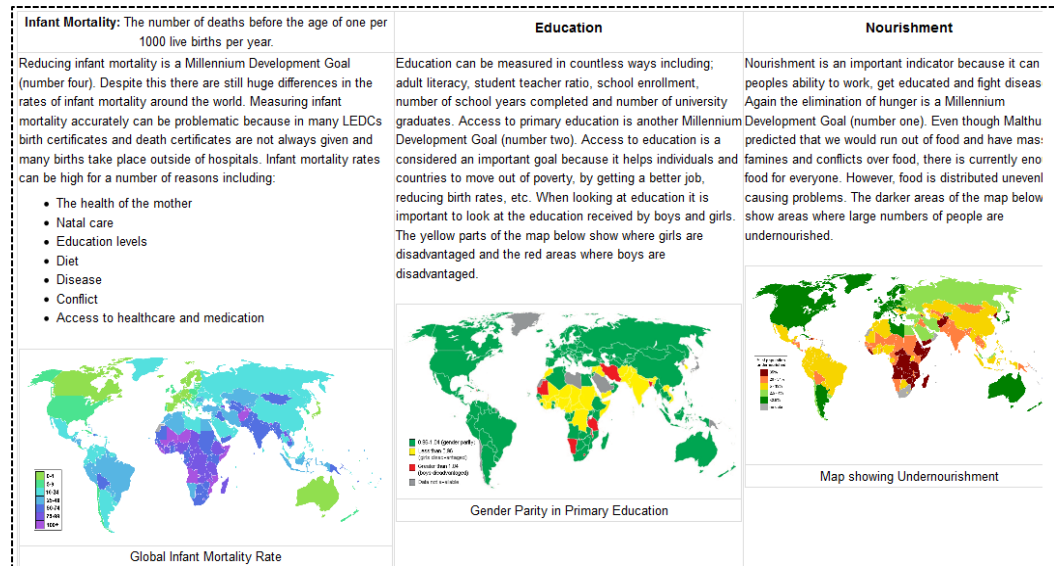 Infant Mortality: The number of deaths before the age of one per
1000 live births per year.
Reducing infant mortality is a Millennium Development Goal
(number four). Despite this there are still huge differences in the
rates of infant mortality around the world. Measuring infant
mortality accurately can be problematic because in many LEDCs
birth certificates and death certificates are not always given and
many births take place outside of hospitals. Infant mortality rates
can be high for a number of reasons including:
The health of the mother
Natal care
Education levels
Diet
Disease
Conflict
Access to healthcare and medication
100+
Global Infant Mortality Rate
Education
Education can be measured in countless ways including;
adult literacy, student teacher ratio, school enrollment,
number of school years completed and number of university
graduates. Access to primary education is another Millennium
Development Goal (number two). Access to education is a
considered an important goal because it helps individuals and
countries to move out of poverty, by getting a better job,
reducing birth rates, etc. When looking at education it is
important to look at the education received by boys and girls.
The yellow parts of the map below show where girls are
disadvantaged and the red areas where boys are
disadvantaged.
(gender parity)
Less than
(girls disadvantaged)
Greater than
(boys disadvantaged)
Data not available
Gender Parity in Primary Education
Nourishment
Nourishment is an important indicator because it can
peoples ability to work, get educated and fight diseas
Again the elimination of hunger is a Millennium
Development Goal (number one). Even though Malthu
predicted that we would run out of food and have mas
famines and conflicts over food, there is currently eno
food for everyone. However, food is distributed unevenl
causing problems. The darker areas of the map below
show areas where large numbers of people are
undernourished.
Map showing Undernourishment